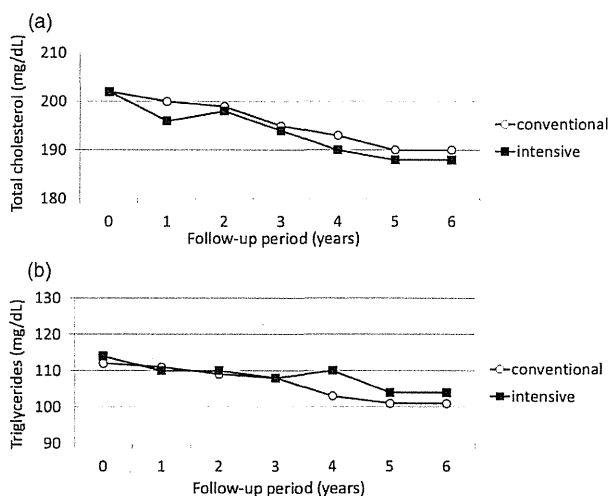 (a)
Total cholesterol (mg/dL)
210
200
190
180
0 1 2 3 4 5 6
Follow-up period (years)
conventional
intensive
(b)
Triglycerides (mg/dL)
130
120
110
100
90
0 1 2 3 4 5 6
Follow-up period (years)
conventional
intensive